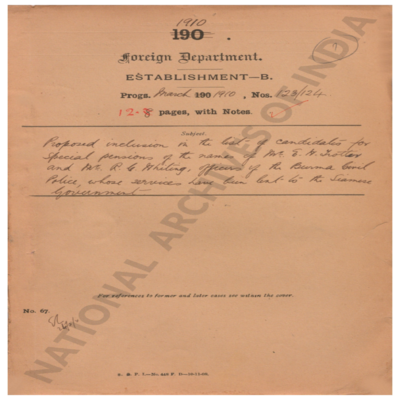 1910
190
Foreign Department.
ESTABLISHMENT—B.
Progs. March 190 1910, Nos. 123/124.
12-8 pages, with Notes.
Subject.
Proposed inclusion in the list of candidates for
special pensions of the names of Mr. E. W. Trotter
and Mr. R. G. Whiting, officers of the Burma Civil
Police, whose services have been lent to the Siamese
Government.
For references to former and later cases see within the cover.
No. 67.
NATIONAL ARCHIVES OF INDIA